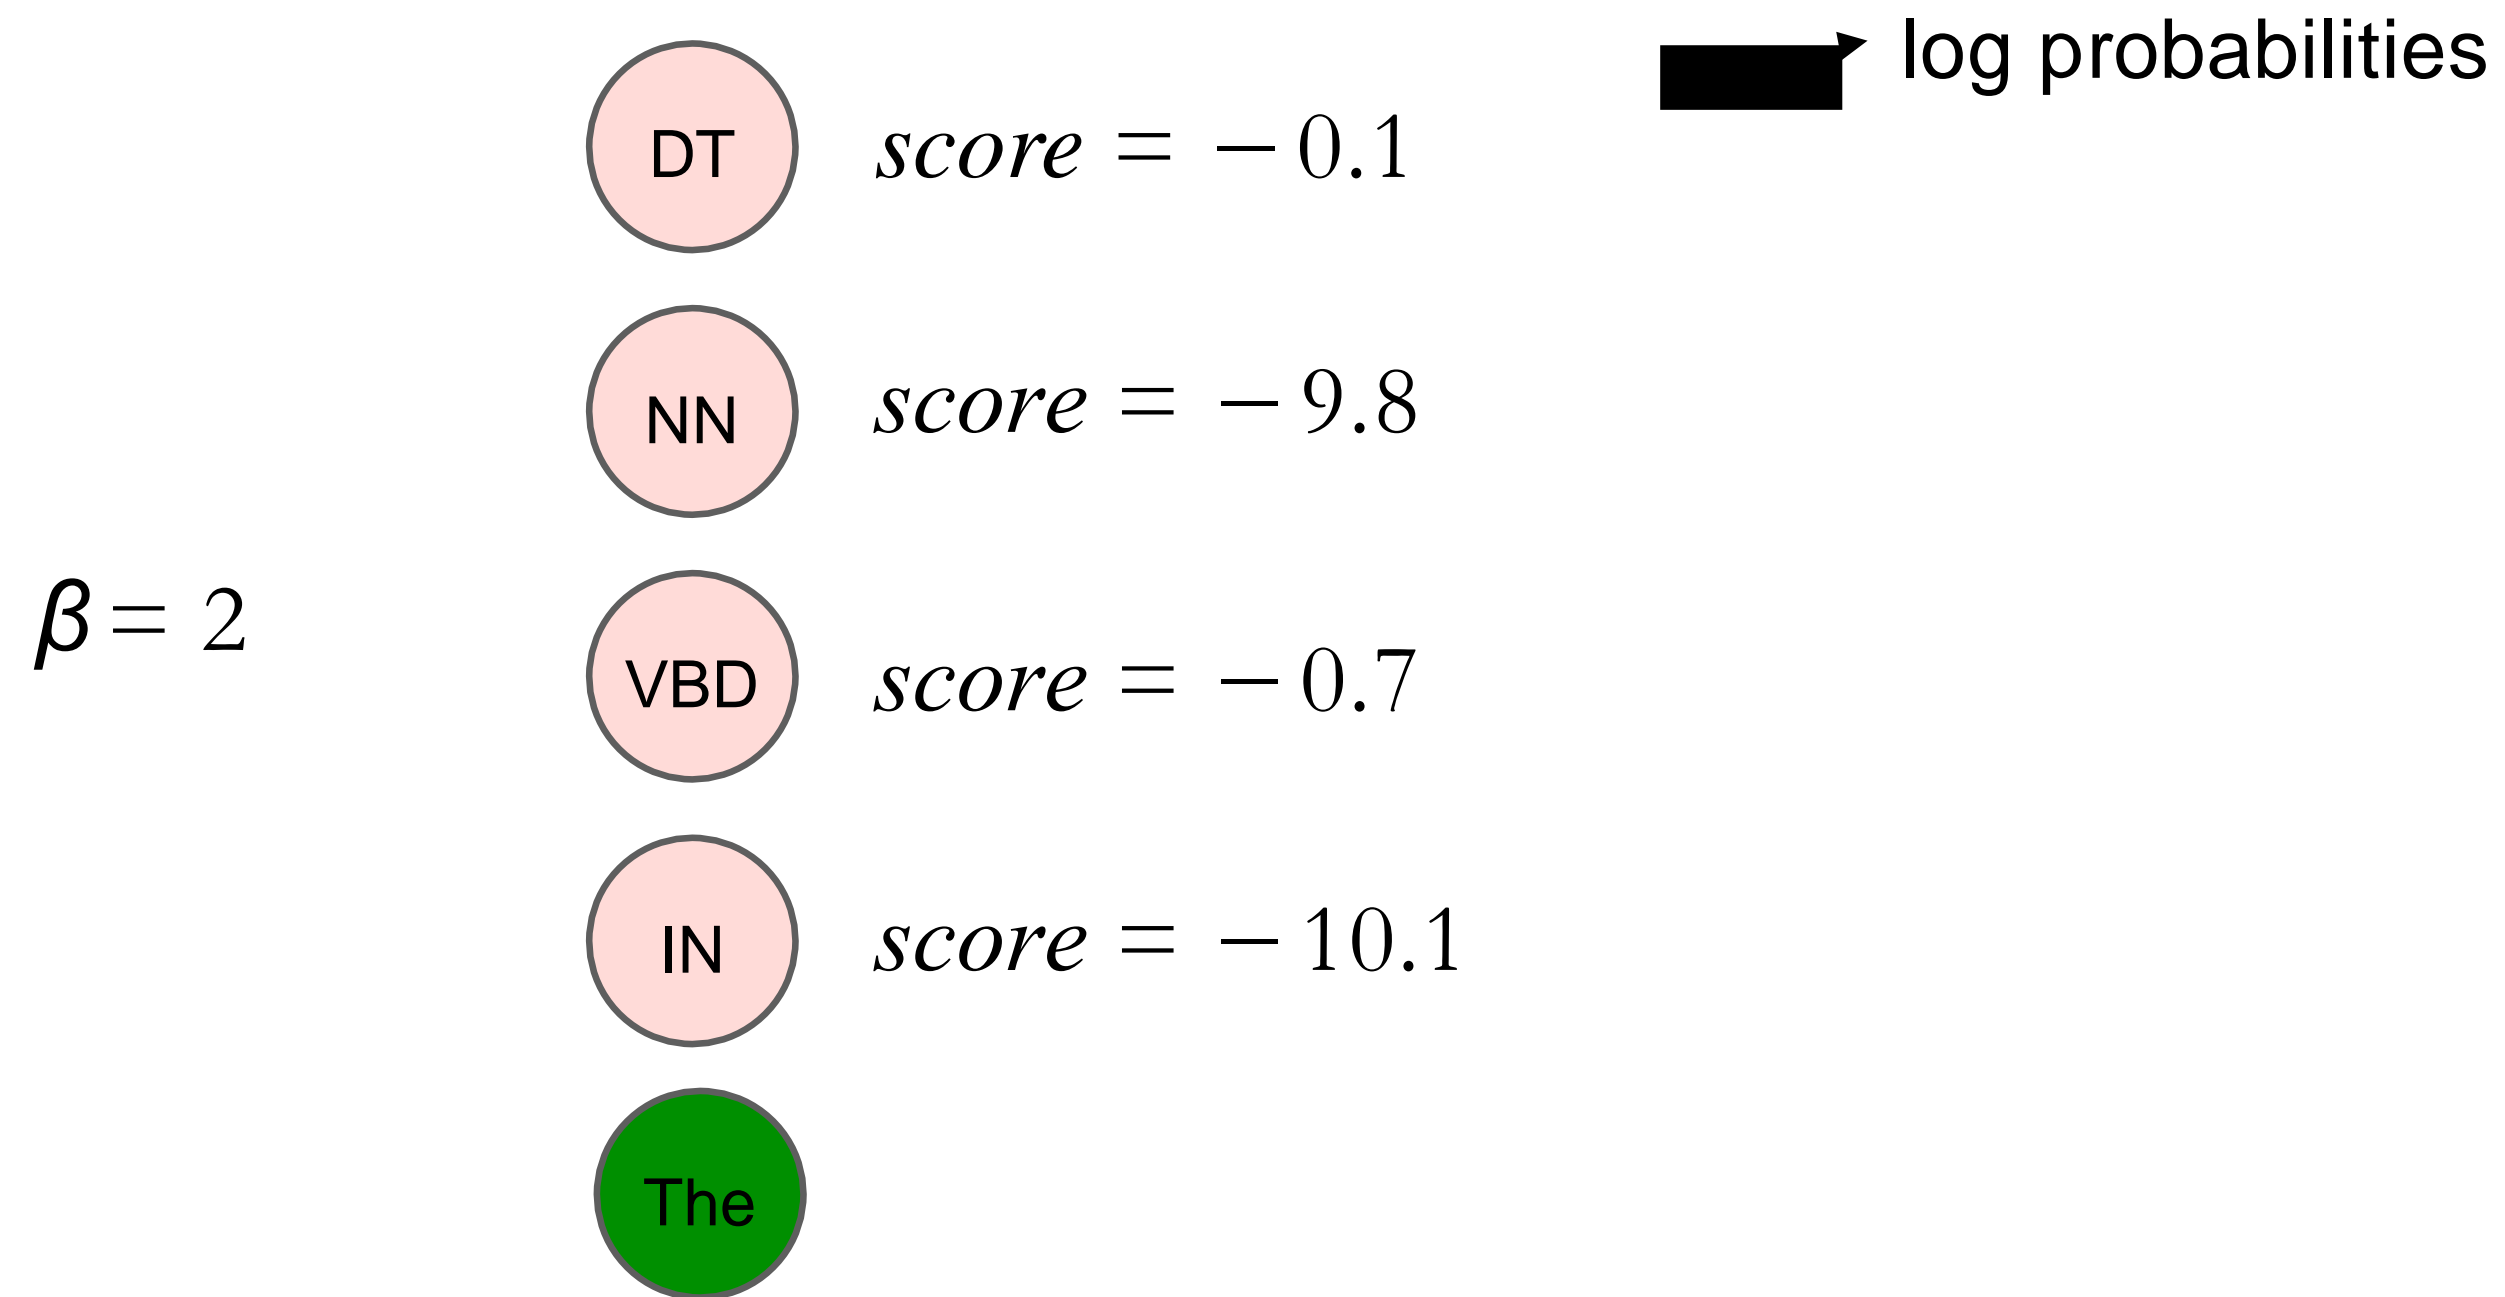 log probabilities
DT score = −0.1
NN score = −9.8
β = 2
VBD score = −0.7
IN score = −10.1
The